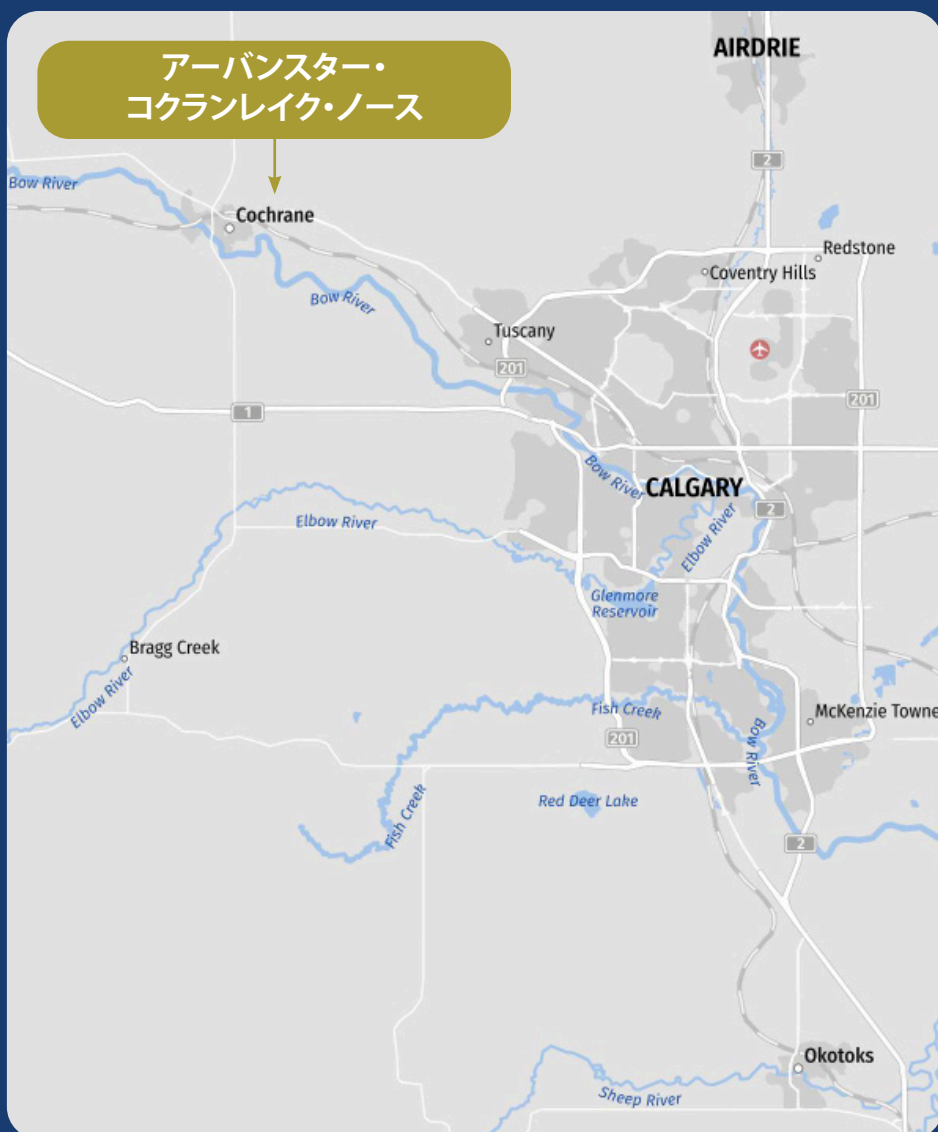 アーバンスター・
コクランレイク・ノース
AIRDRIE
2
Bow River
Cochrane
Redstone
Coventry Hills
Bow River
Tuscany
201
1
201
Bow River
CALGARY
2
Elbow River
Elbow River
Glenmore
Reservoir
Bragg Creek
Elbow River
Fish Creek
McKenzie Towne
201
Bow River
Red Deer Lake
Fish Creek
2
Okotoks
Sheep River